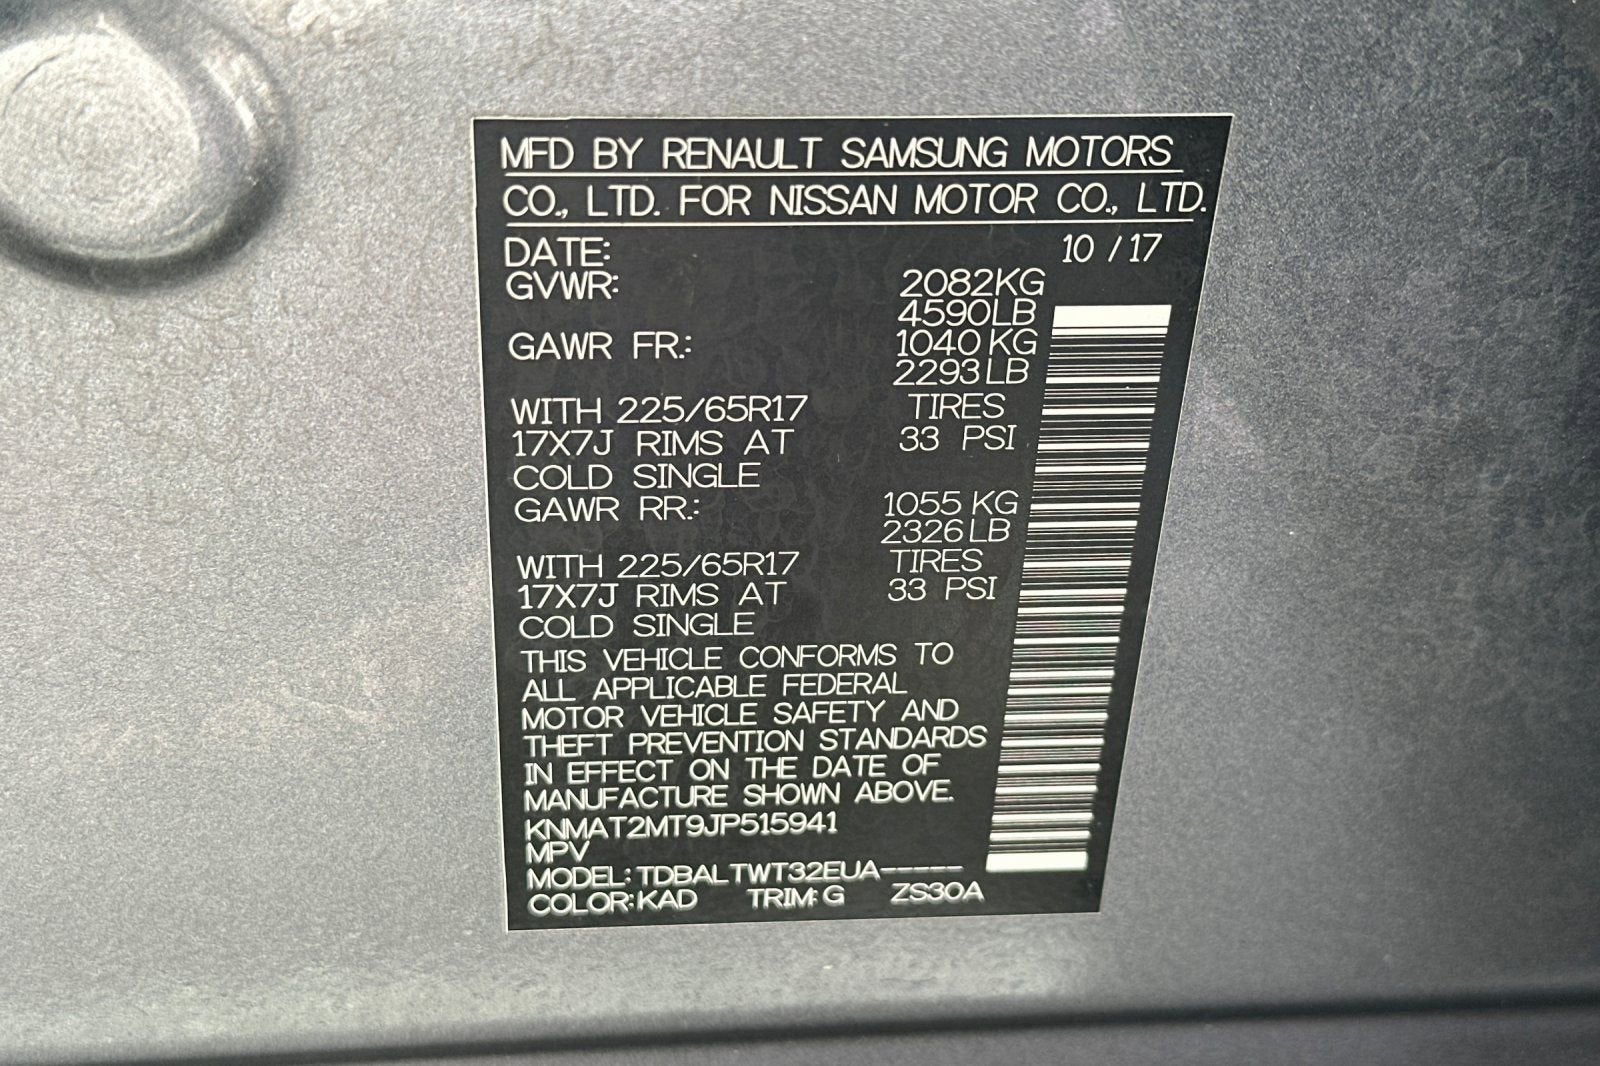 MFD BY RENAULT SAMSUNG MOTORS
CO., LTD. FOR NISSAN MOTOR CO., LTD.
DATE: 10 / 17
GVWR: 2082KG
4590LB
GAWR FR.: 1040 KG
2293 LB
WITH 225/65R17 TIRES
17X7J RIMS AT 33 PSI
COLD SINGLE
GAWR RR.: 1055 KG
2326 LB
WITH 225/65R17 TIRES
17X7J RIMS AT 33 PSI
COLD SINGLE
THIS VEHICLE CONFORMS TO
ALL APPLICABLE FEDERAL
MOTOR VEHICLE SAFETY AND
THEFT PREVENTION STANDARDS
IN EFFECT ON THE DATE OF
MANUFACTURE SHOWN ABOVE.
KNMAT2MT9JP515941
MPV
MODEL: TDBALTWT32EUA-----
COLOR: KAD TRIM: G ZS30A